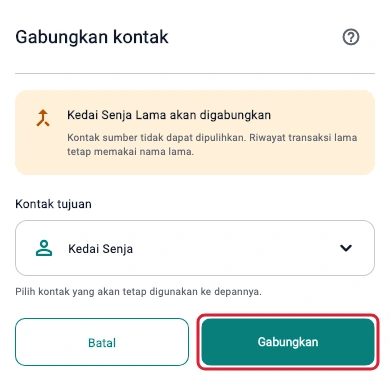 Gabungkan kontak
Kedai Senja Lama akan digabungkan
Kontak sumber tidak dapat dipulihkan. Riwayat transaksi lama
tetap memakai nama lama.
Kontak tujuan
Kedai Senja
Pilih kontak yang akan tetap digunakan ke depannya.
Batal
Gabungkan